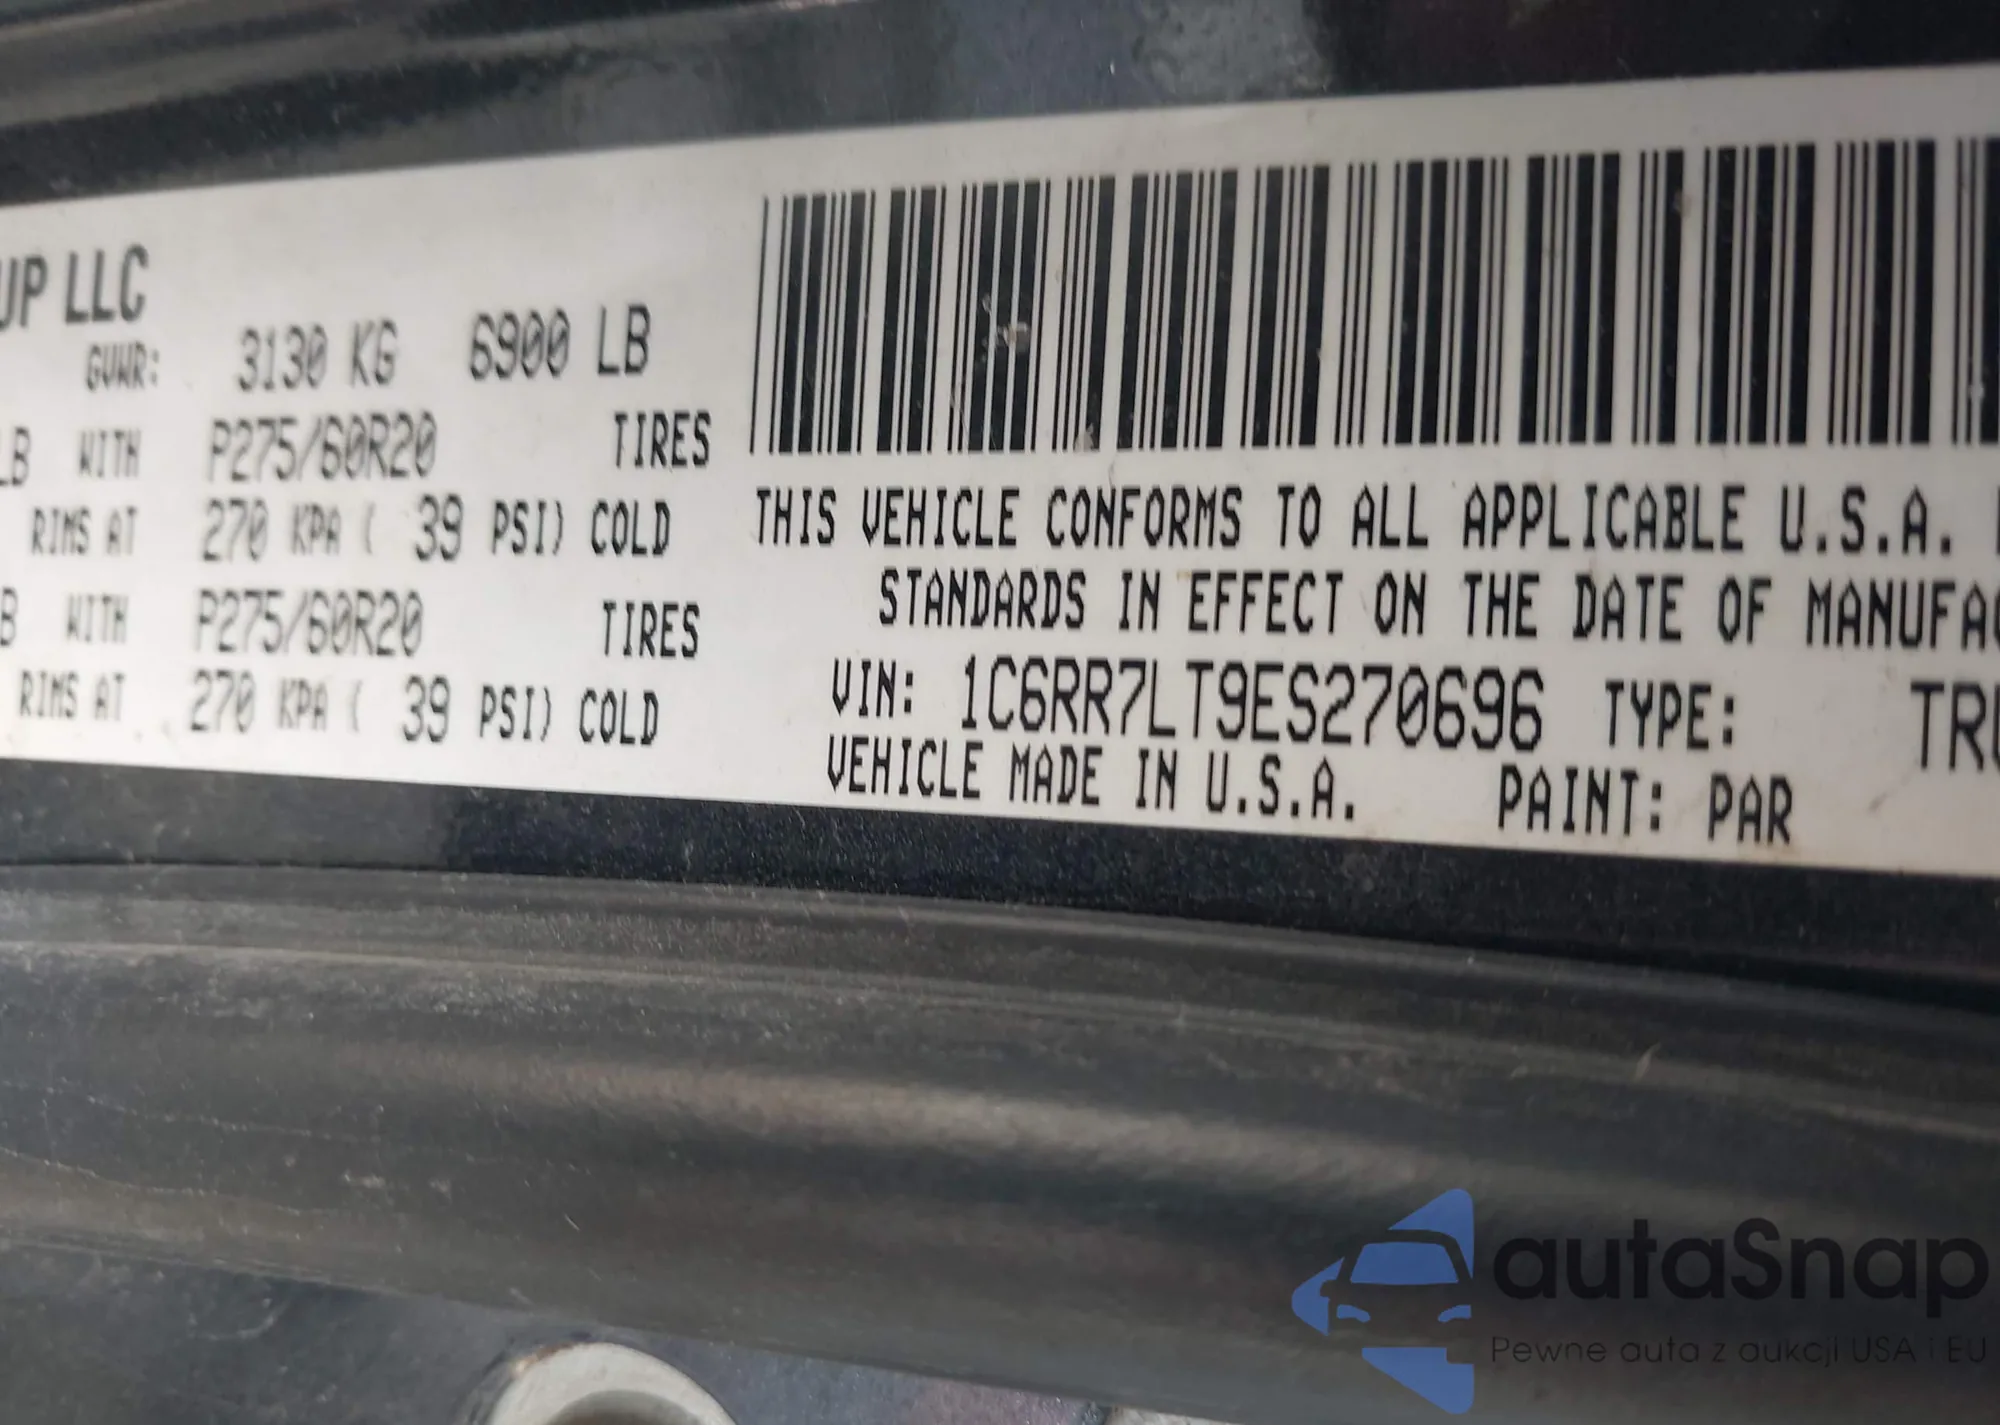 UP LLC
GVWR: 3130 KG 6900 LB
LB WITH P275/60R20 TIRES
RIMS AT 270 KPA ( 39 PSI) COLD
B WITH P275/60R20 TIRES
RIMS AT 270 KPA ( 39 PSI) COLD
THIS VEHICLE CONFORMS TO ALL APPLICABLE U.S.A.
STANDARDS IN EFFECT ON THE DATE OF MANUFAC
VIN: 1C6RR7LT9ES270696 TYPE: TRU
VEHICLE MADE IN U.S.A. PAINT: PAR
autaSnap
Pewne auta z aukcji USA i EU